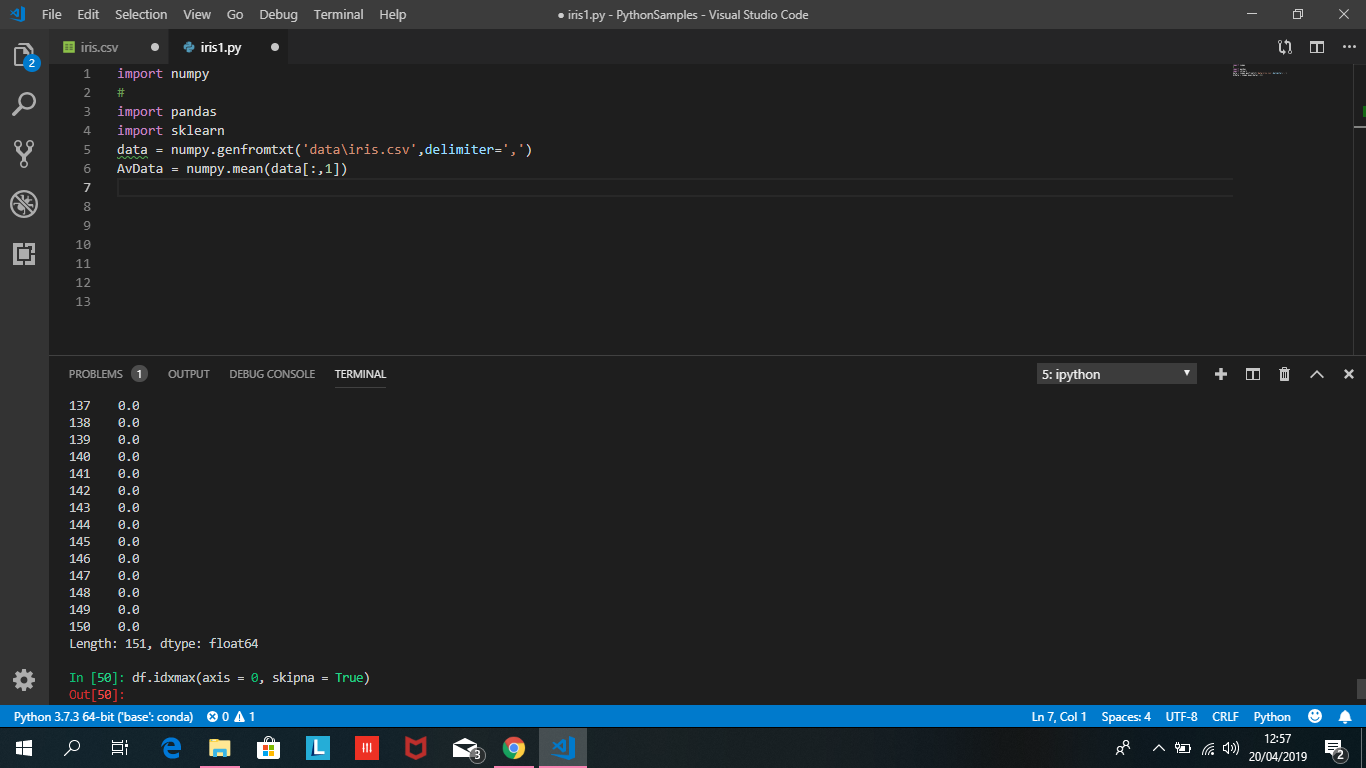 File Edit Selection View Go Debug Terminal Help ● iris1.py - PythonSamples - Visual Studio Code
iris.csv ● iris1.py ●
2
1 import numpy
2 #
3 import pandas
4 import sklearn
5 data = numpy.genfromtxt('data\iris.csv',delimiter=',')
6 AvData = numpy.mean(data[:,1])
7
8
9
10
11
12
13
PROBLEMS 1 OUTPUT DEBUG CONSOLE TERMINAL 5: ipython
137 0.0
138 0.0
139 0.0
140 0.0
141 0.0
142 0.0
143 0.0
144 0.0
145 0.0
146 0.0
147 0.0
148 0.0
149 0.0
150 0.0
Length: 151, dtype: float64
In [50]: df.idxmax(axis = 0, skipna = True)
Out[50]:
Python 3.7.3 64-bit ('base': conda) 0 1 Ln 7, Col 1 Spaces: 4 UTF-8 CRLF Python
L 3 12:57
20/04/2019 2